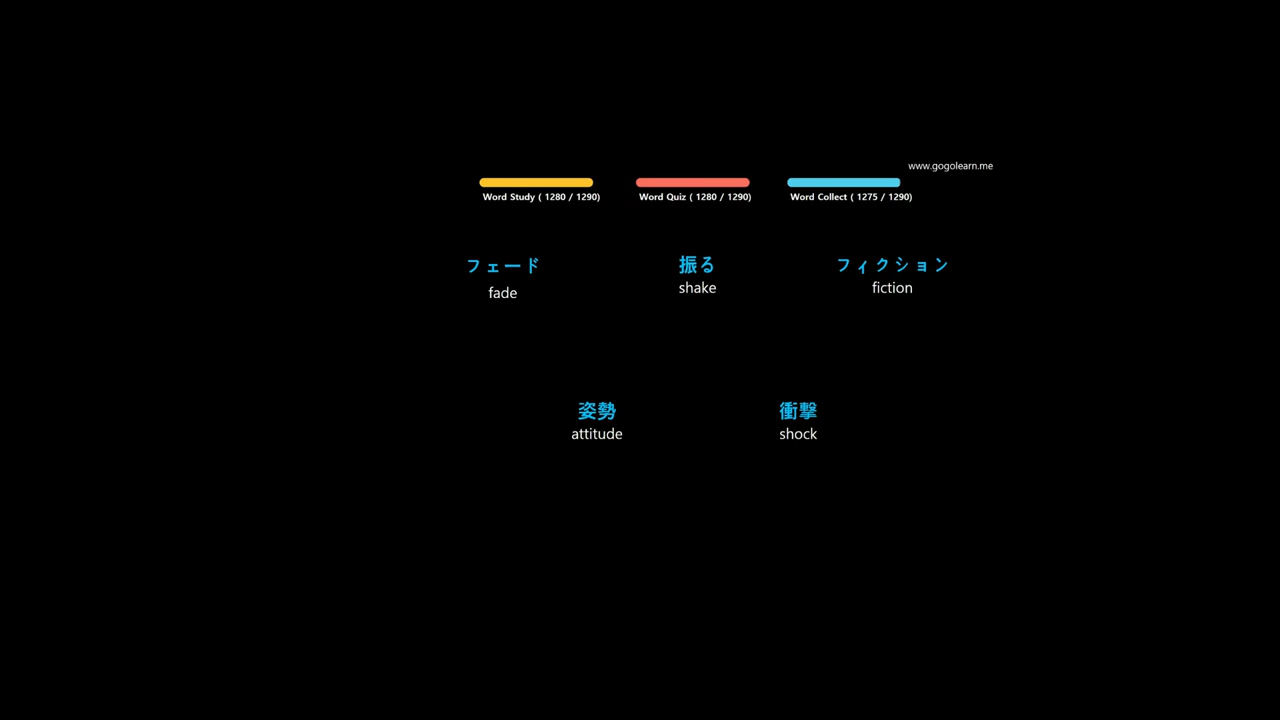 www.gogolearn.me
Word Study ( 1280 / 1290)
Word Quiz ( 1280 / 1290)
Word Collect ( 1275 / 1290)
フェード
fade
振る
shake
フィクション
fiction
姿勢
attitude
衝撃
shock